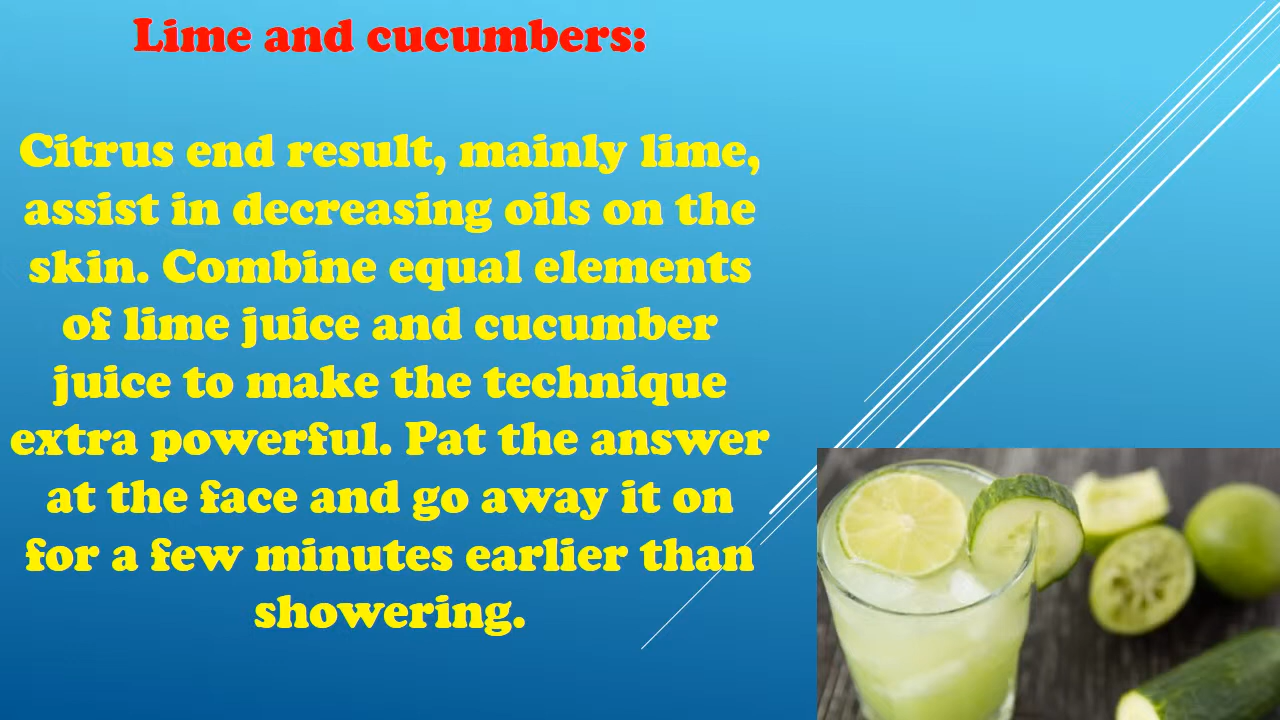 Lime and cucumbers:
Citrus end result, mainly lime,
assist in decreasing oils on the
skin. Combine equal elements
of lime juice and cucumber
juice to make the technique
extra powerful. Pat the answer
at the face and go away it on
for a few minutes earlier than
showering.